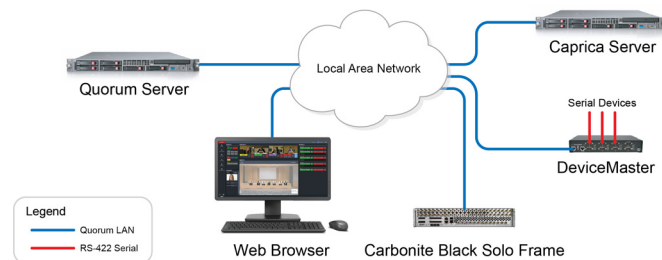 Caprica Server
Local Area Network
Quorum Server
Serial Devices
DeviceMaster
Legend
Quorum LAN
RS-422 Serial
Web Browser
Carbonite Black Solo Frame